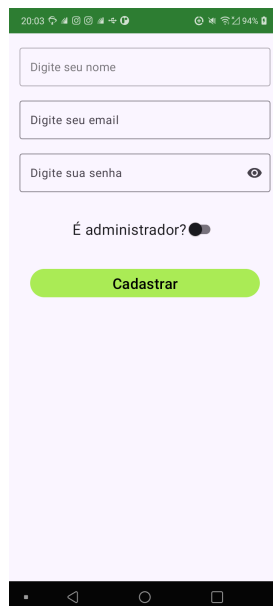 20:03 94%
Digite seu nome
Digite seu email
Digite sua senha
É administrador?
Cadastrar